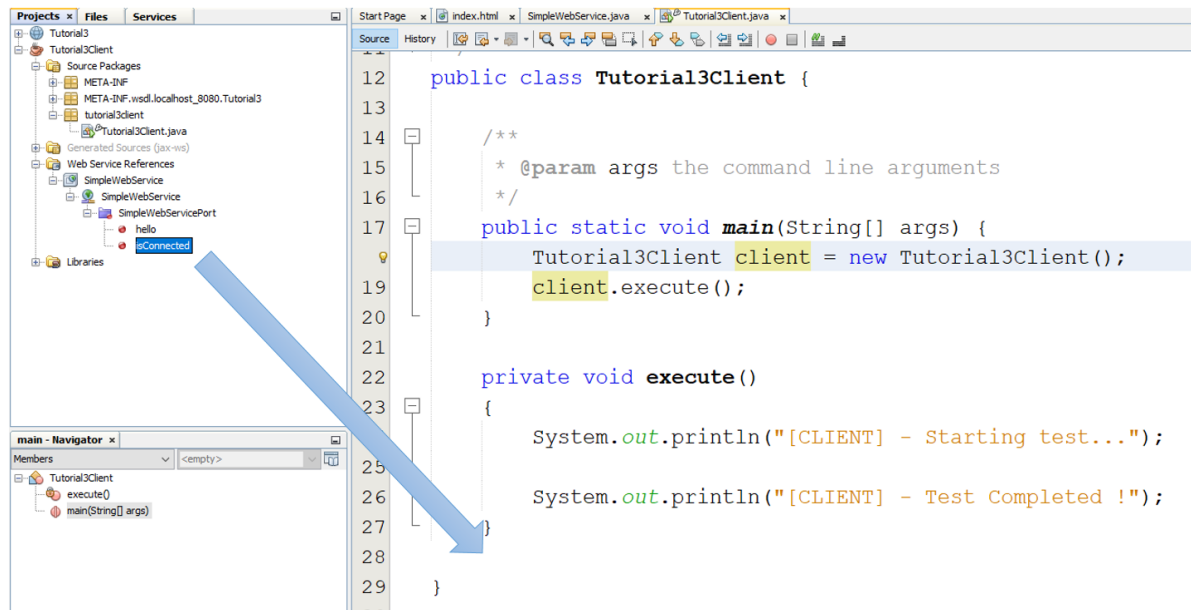 Projects × Files Services
Tutorial3
Tutorial3Client
Source Packages
META-INF
META-INF.wsdl.localhost_8080.Tutorial3
tutorial3client
Tutorial3Client.java
Generated Sources (jax-ws)
Web Service References
SimpleWebService
SimpleWebService
SimpleWebServicePort
hello
isConnected
Libraries
main - Navigator ×
Members <empty>
Tutorial3Client
execute()
main(String[] args)
Start Page × index.html × SimpleWebService.java × Tutorial3Client.java ×
Source History
12 public class Tutorial3Client {
13
14 /**
15 * @param args the command line arguments
16 */
17 public static void main(String[] args) {
Tutorial3Client client = new Tutorial3Client();
19 client.execute();
20 }
21
22 private void execute()
23 {
System.out.println("[CLIENT] - Starting test...");
25
26 System.out.println("[CLIENT] - Test Completed !");
27 }
28
29 }